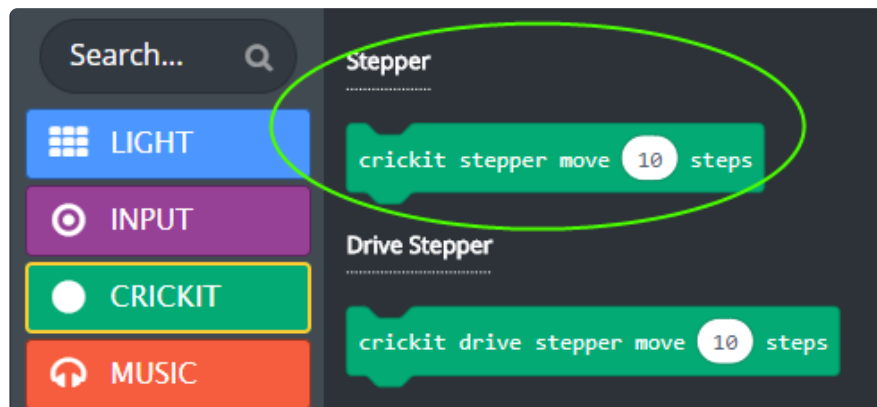 Search...
LIGHT
INPUT
CRICKIT
MUSIC
Stepper
crickit stepper move 10 steps
Drive Stepper
crickit drive stepper move 10 steps